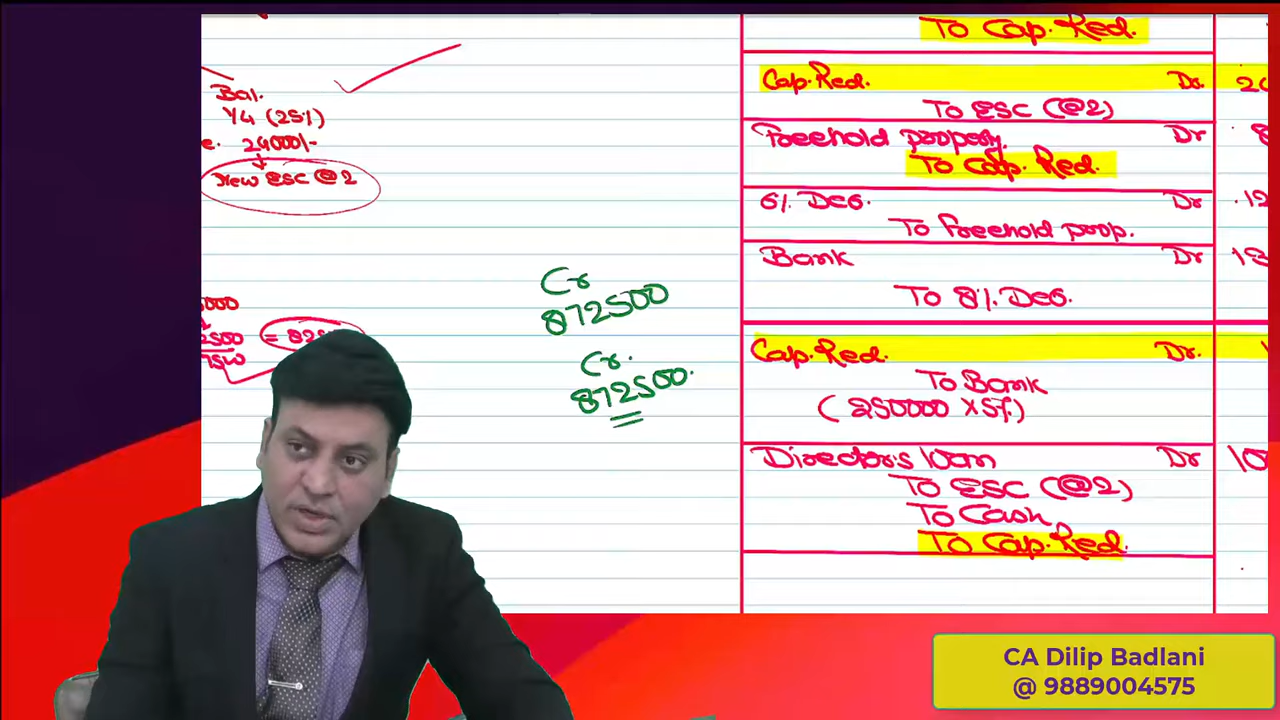 Bal.
1/4 (25%)
24000/-
New ESC @ 2
Cr
872500
Cr.
872500.
To Cap. Red.
Cap. Red. Dr.
To ESC (@2)
Freehold property. Dr
To Cap. Red.
6% Deb. Dr
To Freehold prop.
Bank Dr
To 8% Deb.
Cap. Red. Dr.
To Bank
(250000 x 5%)
Director's loan Dr
To ESC (@2)
To Cash
To Cap. Red.
CA Dilip Badlani
@ 9889004575